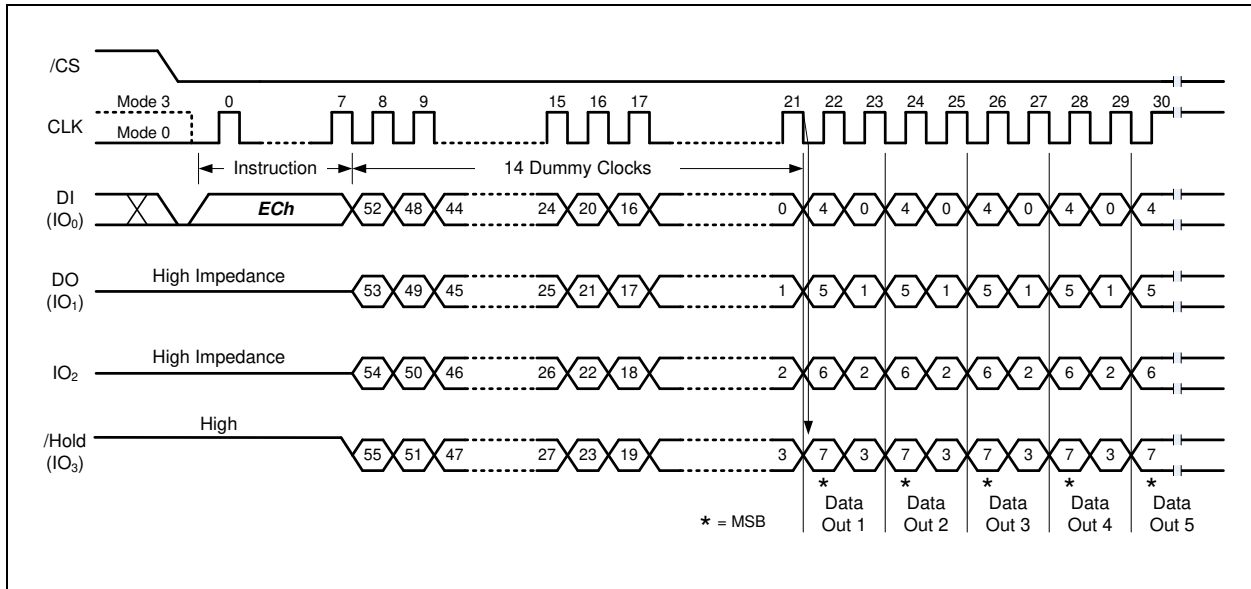 /CS
Mode 3 0 7 8 9 15 16 17 21 22 23 24 25 26 27 28 29 30
CLK
Mode 0
Instruction 14 Dummy Clocks
DI
(IO0) ECh 52 48 44 24 20 16 0 4 0 4 0 4 0 4 0 4
DO
(IO1) High Impedance 53 49 45 25 21 17 1 5 1 5 1 5 1 5 1 5
IO2 High Impedance 54 50 46 26 22 18 2 6 2 6 2 6 2 6 2 6
/Hold
(IO3) High 55 51 47 27 23 19 3 7 3 7 3 7 3 7 3 7
* * * * *
* = MSB
Data Out 1
Data Out 2
Data Out 3
Data Out 4
Data Out 5